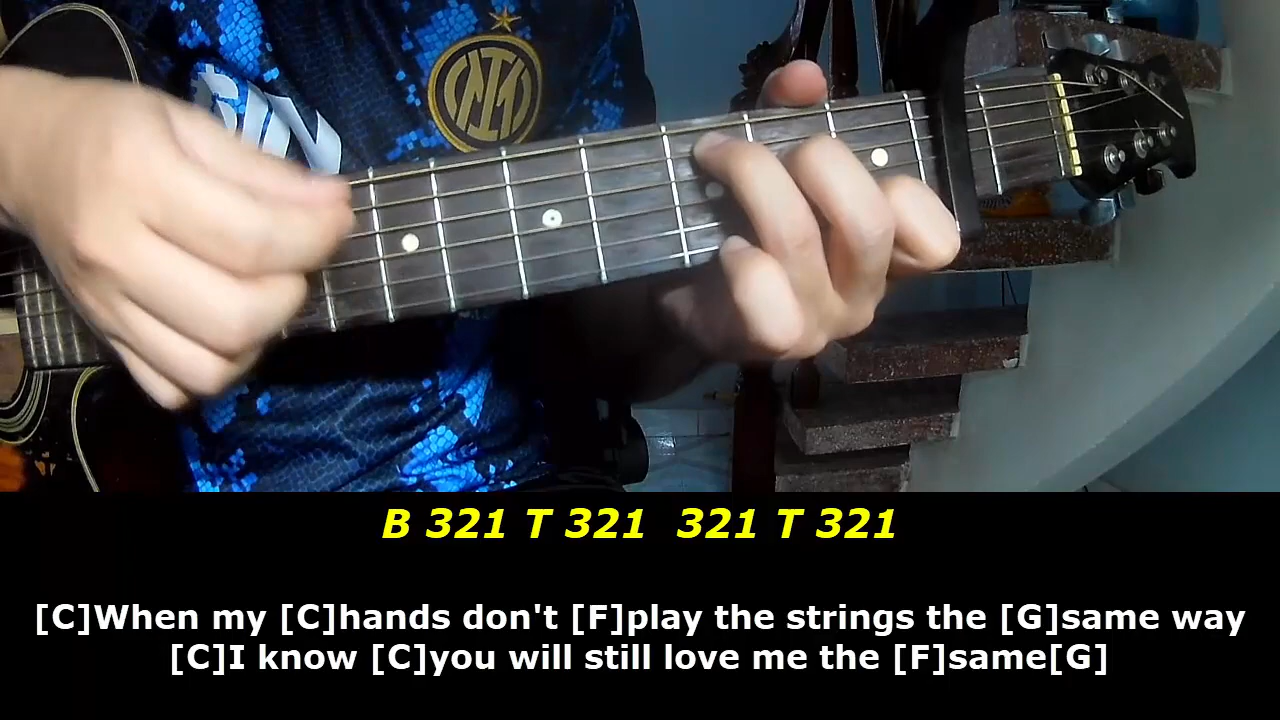 B 321 T 321  321 T 321
[C]When my [C]hands don't [F]play the strings the [G]same way
[C]I know [C]you will still love me the [F]same[G]